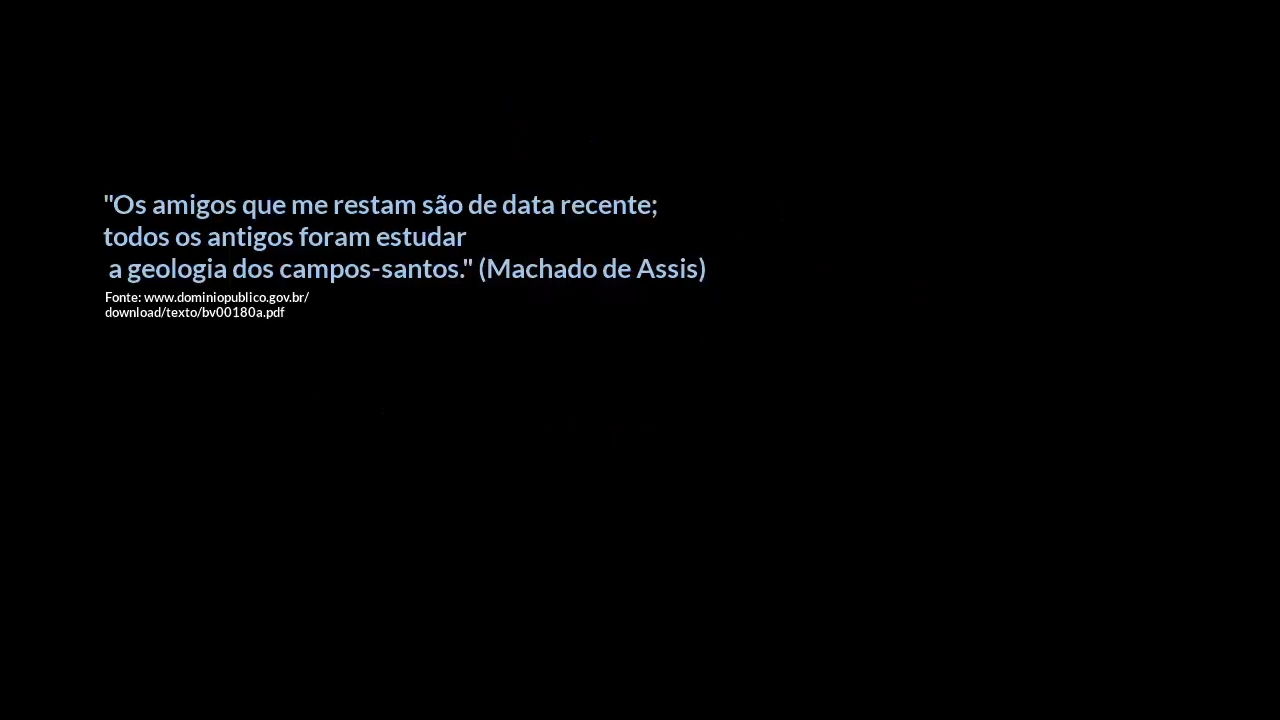 "Os amigos que me restam são de data recente;
todos os antigos foram estudar
a geologia dos campos-santos." (Machado de Assis)
Fonte: www.dominiopublico.gov.br/
download/texto/bv00180a.pdf